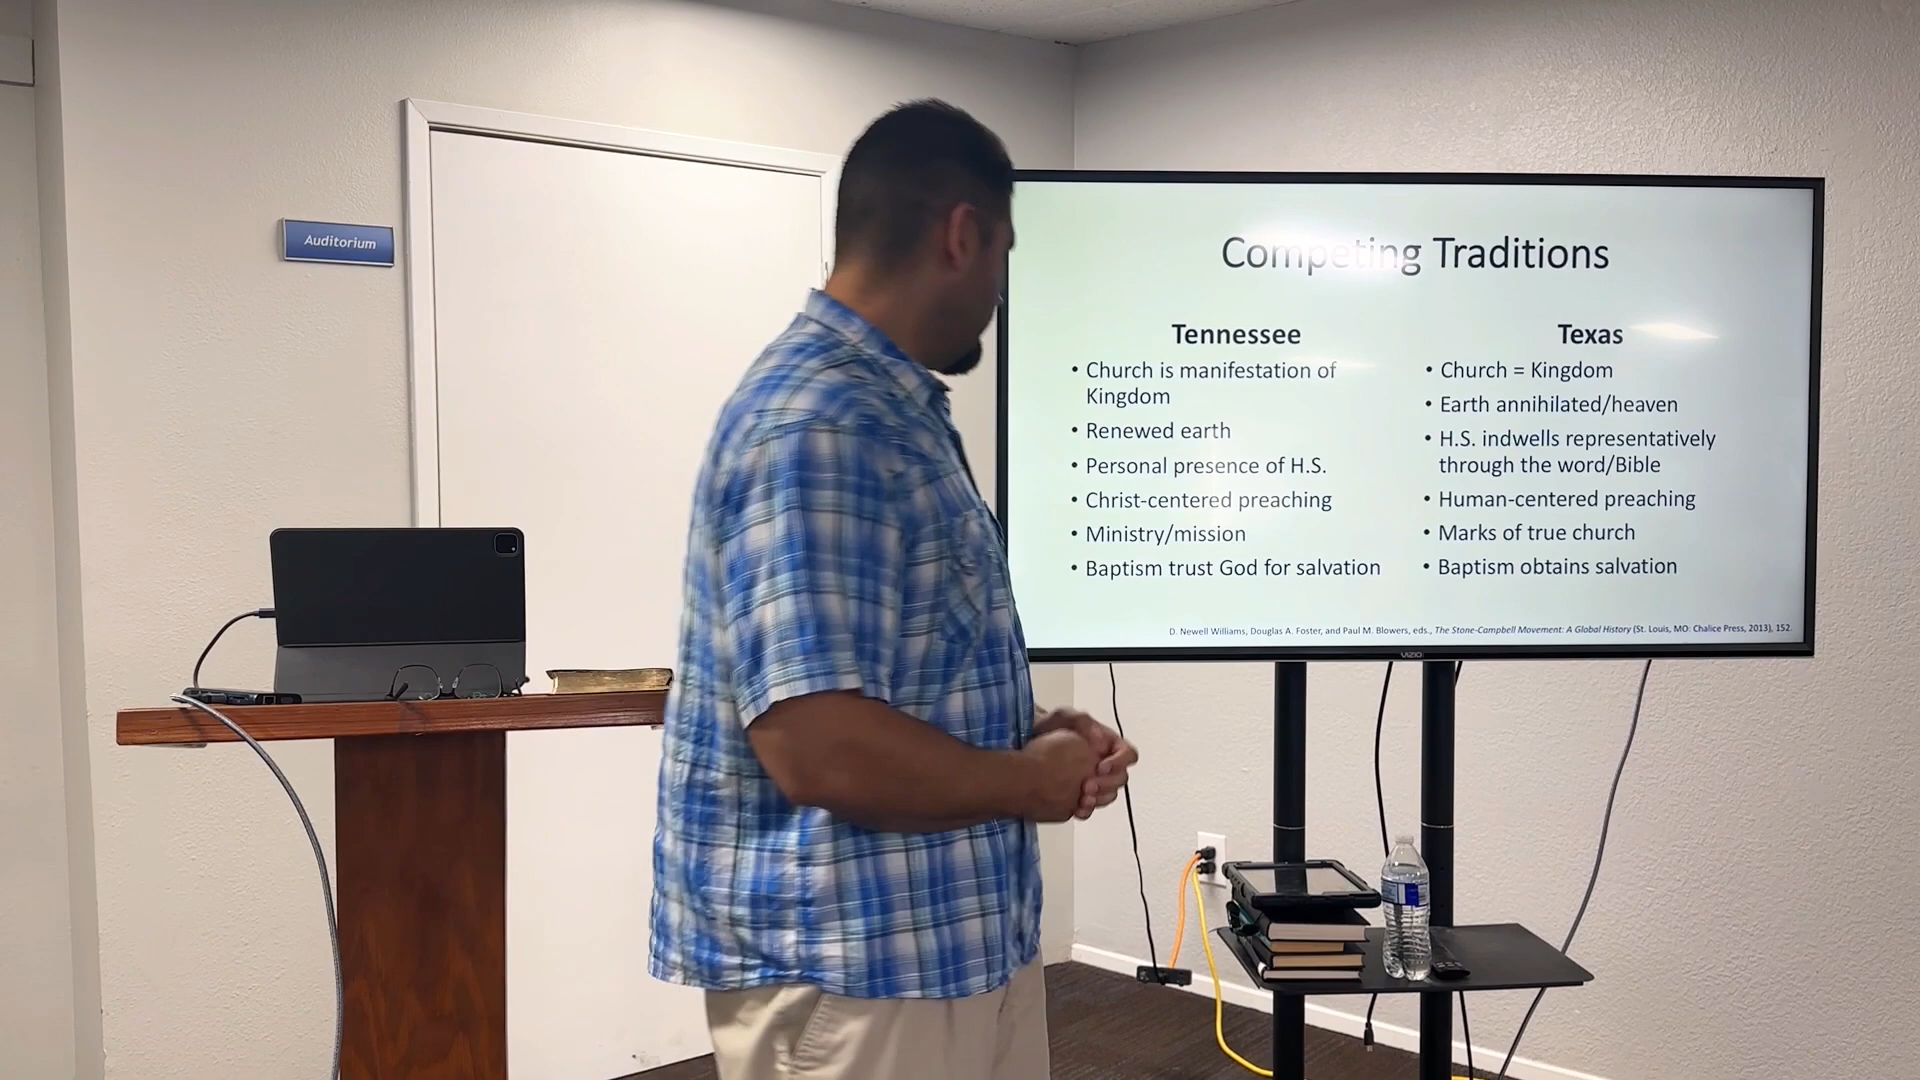 Auditorium
Competing Traditions
Tennessee
• Church is manifestation of
Kingdom
• Renewed earth
• Personal presence of H.S.
• Christ-centered preaching
• Ministry/mission
• Baptism trust God for salvation
Texas
• Church = Kingdom
• Earth annihilated/heaven
• H.S. indwells representatively
through the word/Bible
• Human-centered preaching
• Marks of true church
• Baptism obtains salvation
D. Newell Williams, Douglas A. Foster, and Paul M. Blowers, eds., The Stone-Campbell Movement: A Global History (St. Louis, MO: Chalice Press, 2013), 152.
VIZIO